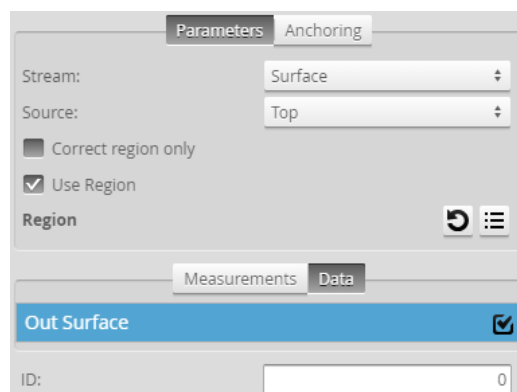 Parameters Anchoring
Stream: Surface
Source: Top
Correct region only
Use Region
Region
Measurements Data
Out Surface
ID: 0